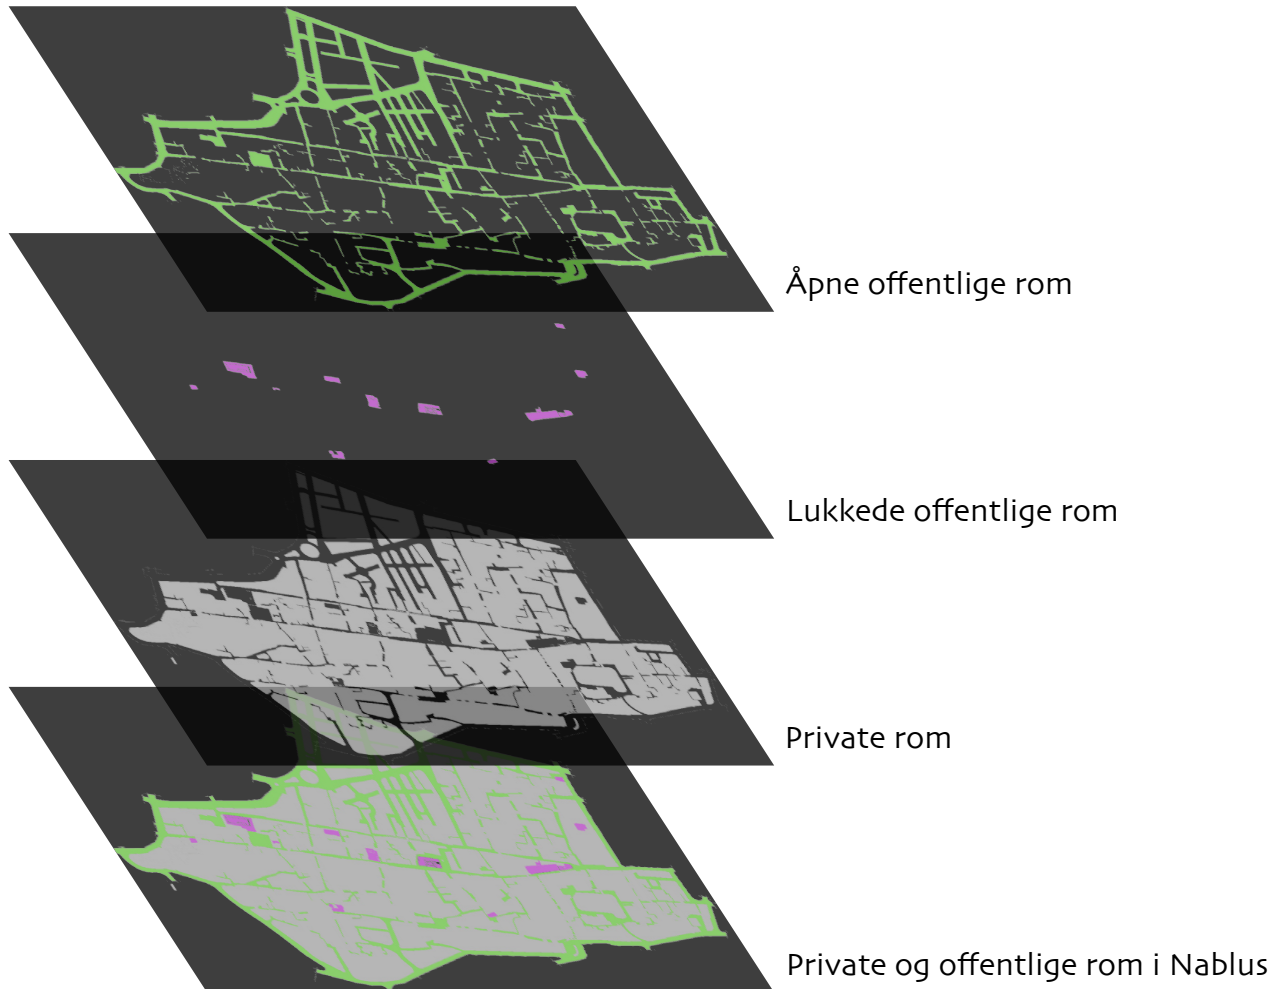 Åpne offentlige rom
Lukkede offentlige rom
Private rom
Private og offentlige rom i Nablus